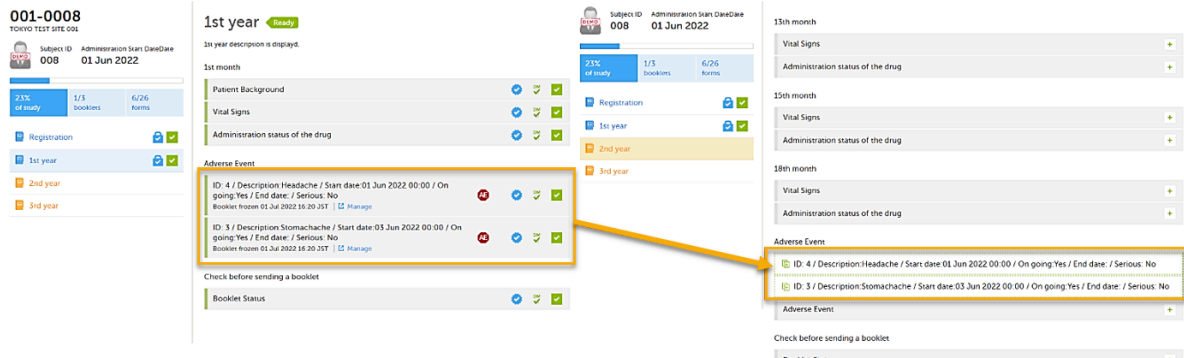 001-0008
TOKYO TEST SITE 001
DEMO
Subject ID Administration Start DateDate
008 01 Jun 2022
23% 1/3 6/26
of study booklets forms
Registration
1st year
2nd year
3rd year
1st year Ready
1st year description is displayd.
1st month
Patient Background
Vital Signs
Administration status of the drug
Adverse Event
ID: 4 / Description:Headache / Start date:01 Jun 2022 00:00 / On
going:Yes / End date: / Serious: No
Booklet frozen 01 Jul 2022 16:20 JST | Manage
AE
ID: 3 / Description:Stomachache / Start date:03 Jun 2022 00:00 / On
going:Yes / End date: / Serious: No
Booklet frozen 01 Jul 2022 16:20 JST | Manage
AE
Check before sending a booklet
Booklet Status
DEMO
Subject ID Administration Start DateDate
008 01 Jun 2022
23% 1/3 6/26
of study booklets forms
Registration
1st year
2nd year
3rd year
13th month
Vital Signs
Administration status of the drug
15th month
Vital Signs
Administration status of the drug
18th month
Vital Signs
Administration status of the drug
Adverse Event
ID: 4 / Description:Headache / Start date:01 Jun 2022 00:00 / On going:Yes / End date: / Serious: No
ID: 3 / Description:Stomachache / Start date:03 Jun 2022 00:00 / On going:Yes / End date: / Serious: No
Adverse Event
Check before sending a booklet